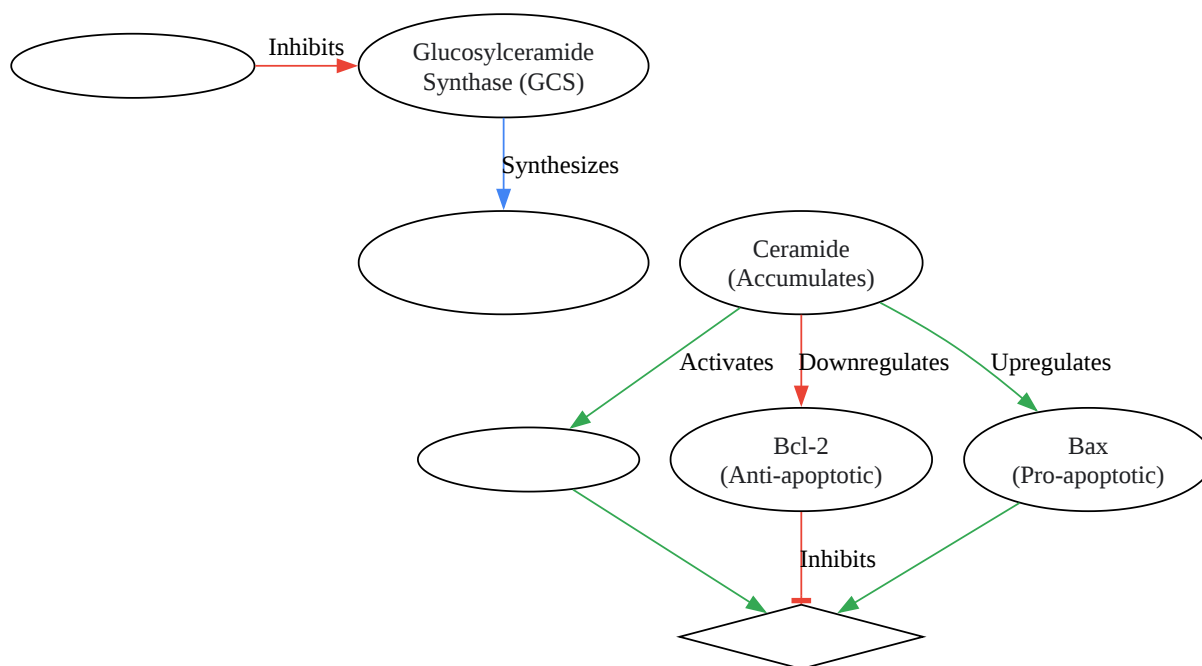 Inhibits
Glucosylceramide
Synthase (GCS)
Synthesizes
Ceramide
(Accumulates)
Activates
Downregulates
Upregulates
Bcl-2
(Anti-apoptotic)
Bax
(Pro-apoptotic)
Inhibits